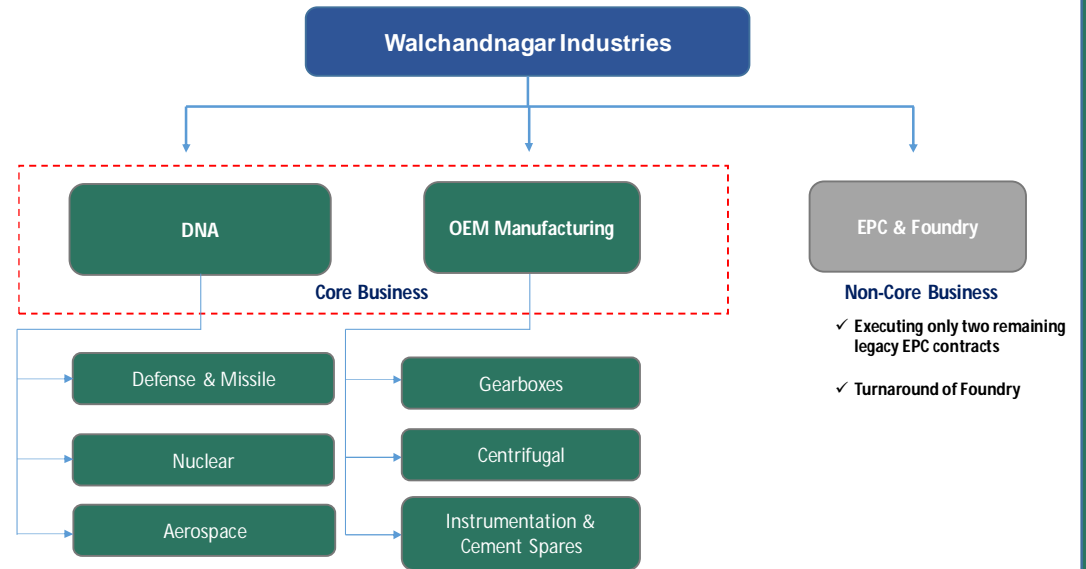 Walchandnagar Industries
DNA
OEM Manufacturing
EPC & Foundry
Core Business
Non-Core Business
✓ Executing only two remaining
legacy EPC contracts
✓ Turnaround of Foundry
Defense & Missile
Nuclear
Aerospace
Gearboxes
Centrifugal
Instrumentation &
Cement Spares